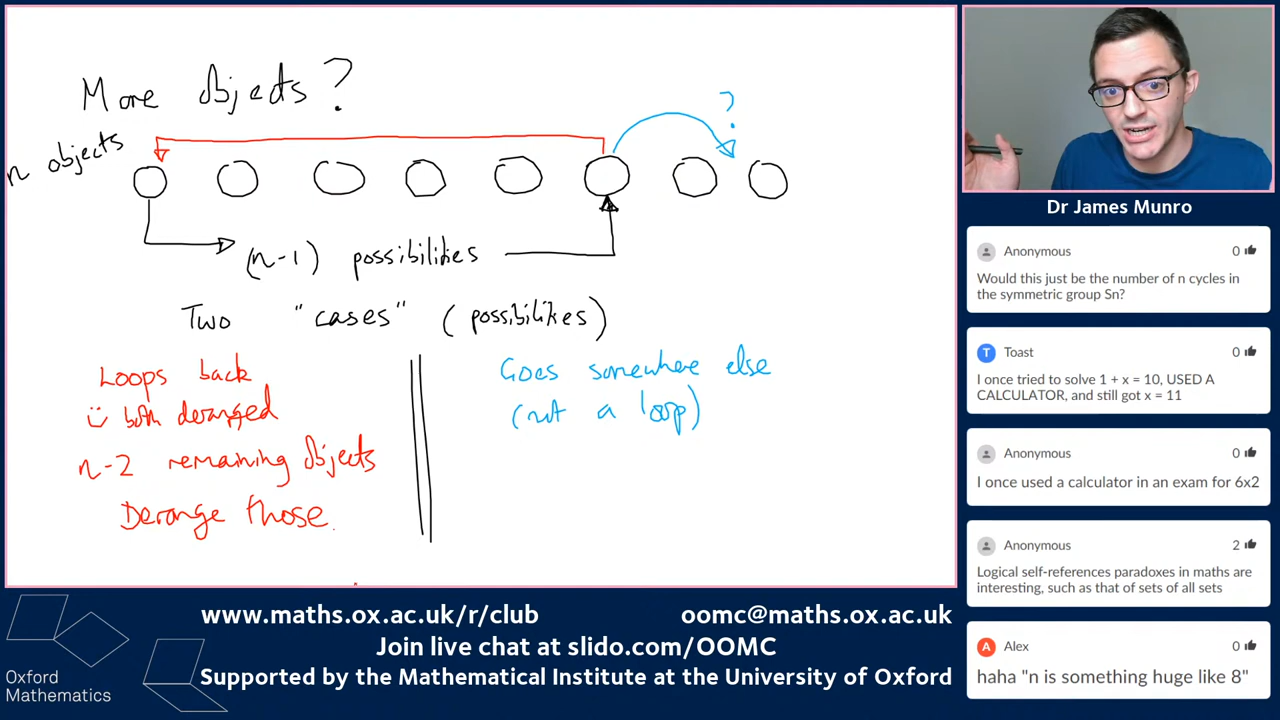 More objects?
n objects
?
(n-1) possibilities
Two "cases" (possibilities)
Loops back
both deranged
n-2 remaining objects
Derange those.
Goes somewhere else
(not a loop)
Dr James Munro
Anonymous
0
Would this just be the number of n cycles in
the symmetric group Sn?
T
Toast
0
I once tried to solve 1 + x = 10, USED A
CALCULATOR, and still got x = 11
Anonymous
0
I once used a calculator in an exam for 6x2
Anonymous
2
Logical self-references paradoxes in maths are
interesting, such as that of sets of all sets
A
Alex
0
haha "n is something huge like 8"
Oxford
Mathematics
www.maths.ox.ac.uk/r/club oomc@maths.ox.ac.uk
Join live chat at slido.com/OOMC
Supported by the Mathematical Institute at the University of Oxford